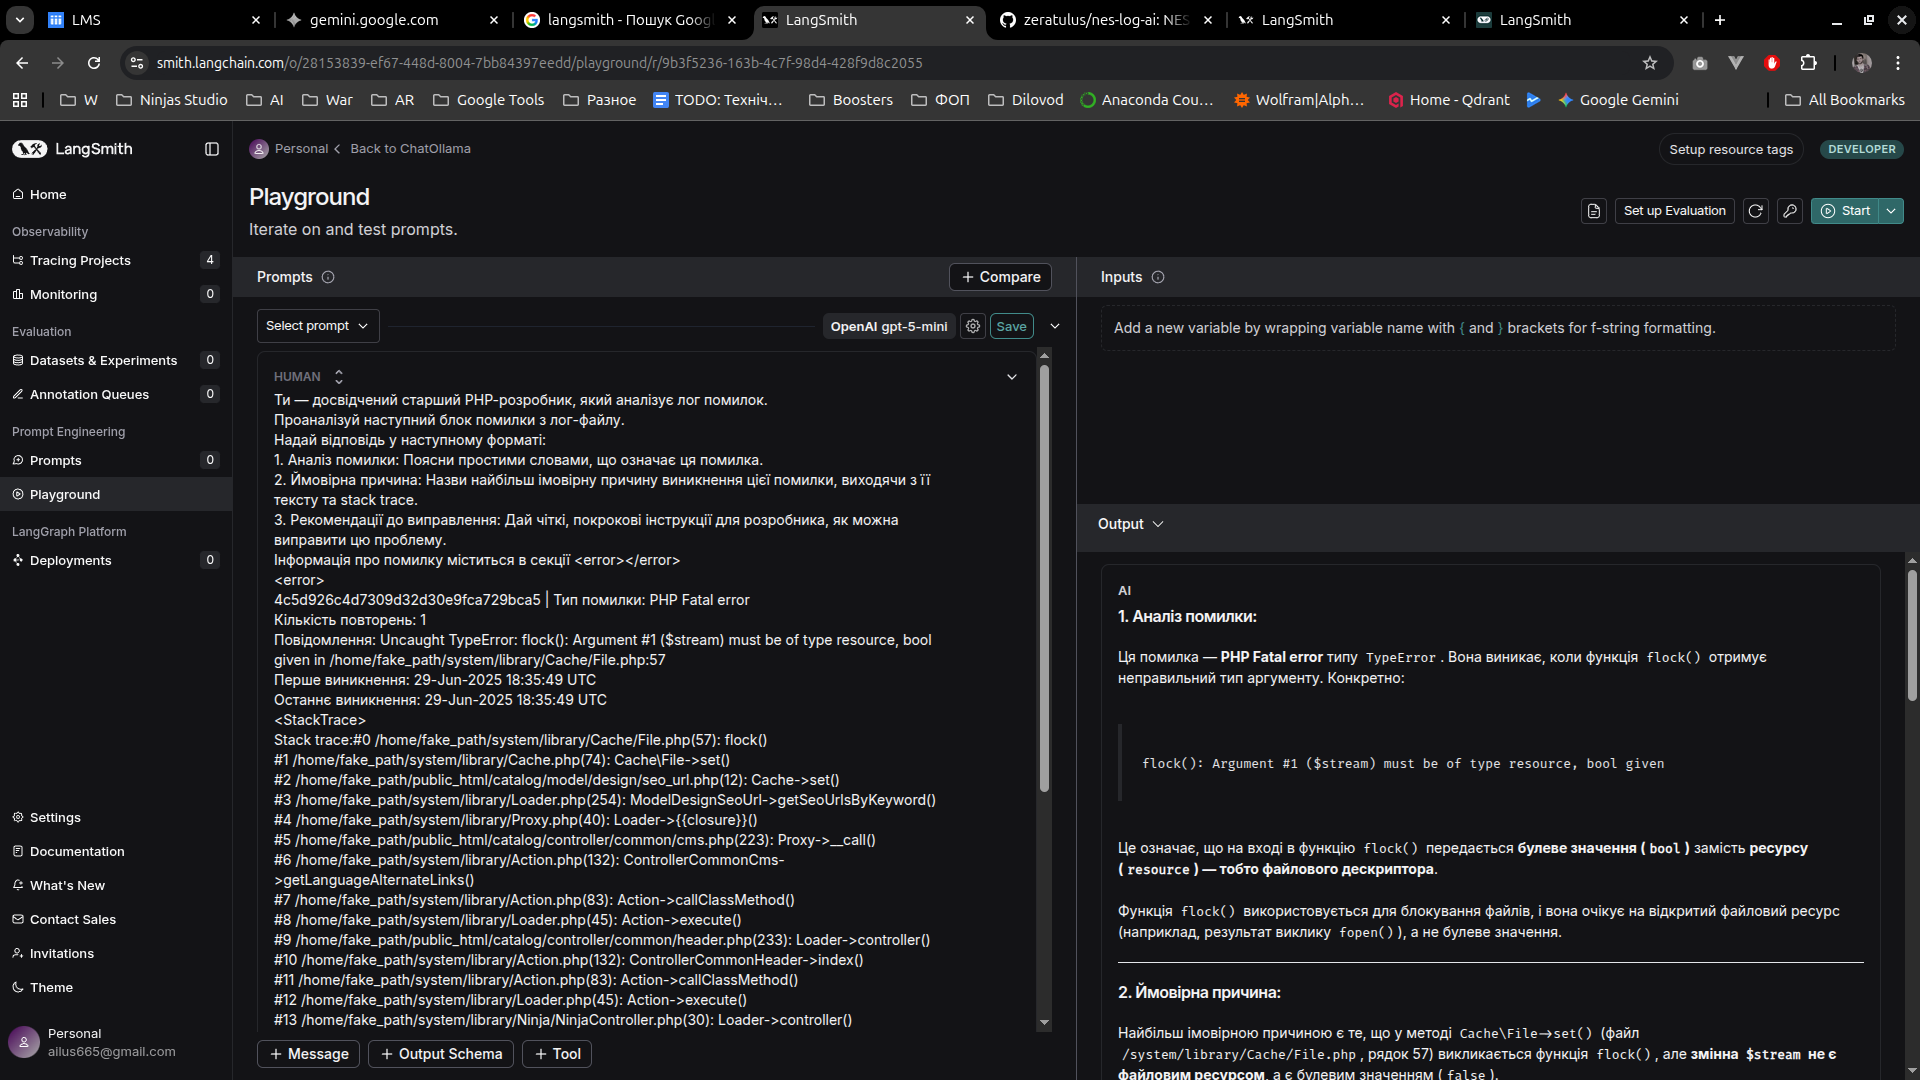 LMS
gemini.google.com
langsmith - Пошук Goog
LangSmith
zeratulus/nes-log-ai: NES
LangSmith
LangSmith
smith.langchain.com/o/28153839-ef67-448d-8004-7bb84397eedd/playground/r/9b3f5236-163b-4c7f-98d4-428f9d8c2055
W
Ninjas Studio
AI
War
AR
Google Tools
Разное
TODO: Техніч...
Boosters
ФОП
Dilovod
Anaconda Cou...
Wolfram|Alph...
Home - Qdrant
Google Gemini
All Bookmarks
LangSmith
Personal
Back to ChatOllama
Setup resource tags
DEVELOPER
Home
Observability
Tracing Projects 4
Monitoring 0
Evaluation
Datasets & Experiments 0
Annotation Queues 0
Prompt Engineering
Prompts 0
Playground
LangGraph Platform
Deployments 0
Settings
Documentation
What's New
Contact Sales
Invitations
Theme
Personal
ailus665@gmail.com
Playground
Iterate on and test prompts.
Set up Evaluation
Start
Prompts
+ Compare
Select prompt
OpenAI gpt-5-mini
Save
HUMAN
Ти — досвідчений старший PHP-розробник, який аналізує лог помилок.
Проаналізуй наступний блок помилки з лог-файлу.
Надай відповідь у наступному форматі:
1. Аналіз помилки: Поясни простими словами, що означає ця помилка.
2. Ймовірна причина: Назви найбільш імовірну причину виникнення цієї помилки, виходячи з її
тексту та stack trace.
3. Рекомендації до виправлення: Дай чіткі, покрокові інструкції для розробника, як можна
виправити цю проблему.
Інформація про помилку міститься в секції <error></error>
<error>
4c5d926c4d7309d32d30e9fca729bca5 | Тип помилки: PHP Fatal error
Кількість повторень: 1
Повідомлення: Uncaught TypeError: flock(): Argument #1 ($stream) must be of type resource, bool
given in /home/fake_path/system/library/Cache/File.php:57
Перше виникнення: 29-Jun-2025 18:35:49 UTC
Останнє виникнення: 29-Jun-2025 18:35:49 UTC
<StackTrace>
Stack trace:#0 /home/fake_path/system/library/Cache/File.php(57): flock()
#1 /home/fake_path/system/library/Cache.php(74): Cache\File->set()
#2 /home/fake_path/public_html/catalog/model/design/seo_url.php(12): Cache->set()
#3 /home/fake_path/system/library/Loader.php(254): ModelDesignSeoUrl->getSeoUrlsByKeyword()
#4 /home/fake_path/system/library/Proxy.php(40): Loader->{{closure}}()
#5 /home/fake_path/public_html/catalog/controller/common/cms.php(223): Proxy->__call()
#6 /home/fake_path/system/library/Action.php(132): ControllerCommonCms-
>getLanguageAlternateLinks()
#7 /home/fake_path/system/library/Action.php(83): Action->callClassMethod()
#8 /home/fake_path/system/library/Loader.php(45): Action->execute()
#9 /home/fake_path/public_html/catalog/controller/common/header.php(233): Loader->controller()
#10 /home/fake_path/system/library/Action.php(132): ControllerCommonHeader->index()
#11 /home/fake_path/system/library/Action.php(83): Action->callClassMethod()
#12 /home/fake_path/system/library/Loader.php(45): Action->execute()
#13 /home/fake_path/system/library/Ninja/NinjaController.php(30): Loader->controller()
+ Message
+ Output Schema
+ Tool
Inputs
Add a new variable by wrapping variable name with { and } brackets for f-string formatting.
Output
AI
1. Аналіз помилки:
Ця помилка — PHP Fatal error типу TypeError . Вона виникає, коли функція flock() отримує
неправильний тип аргументу. Конкретно:
flock(): Argument #1 ($stream) must be of type resource, bool given
Це означає, що на вході в функцію flock() передається булеве значення ( bool ) замість ресурсу
( resource ) — тобто файлового дескриптора.
Функція flock() використовується для блокування файлів, і вона очікує на відкритий файловий ресурс
(наприклад, результат виклику fopen() ), а не булеве значення.
2. Ймовірна причина:
Найбільш імовірною причиною є те, що у методі Cache\File->set() (файл
/system/library/Cache/File.php , рядок 57) викликається функція flock() , але змінна $stream не є
файловим ресурсом, а є булевим значенням ( false ).